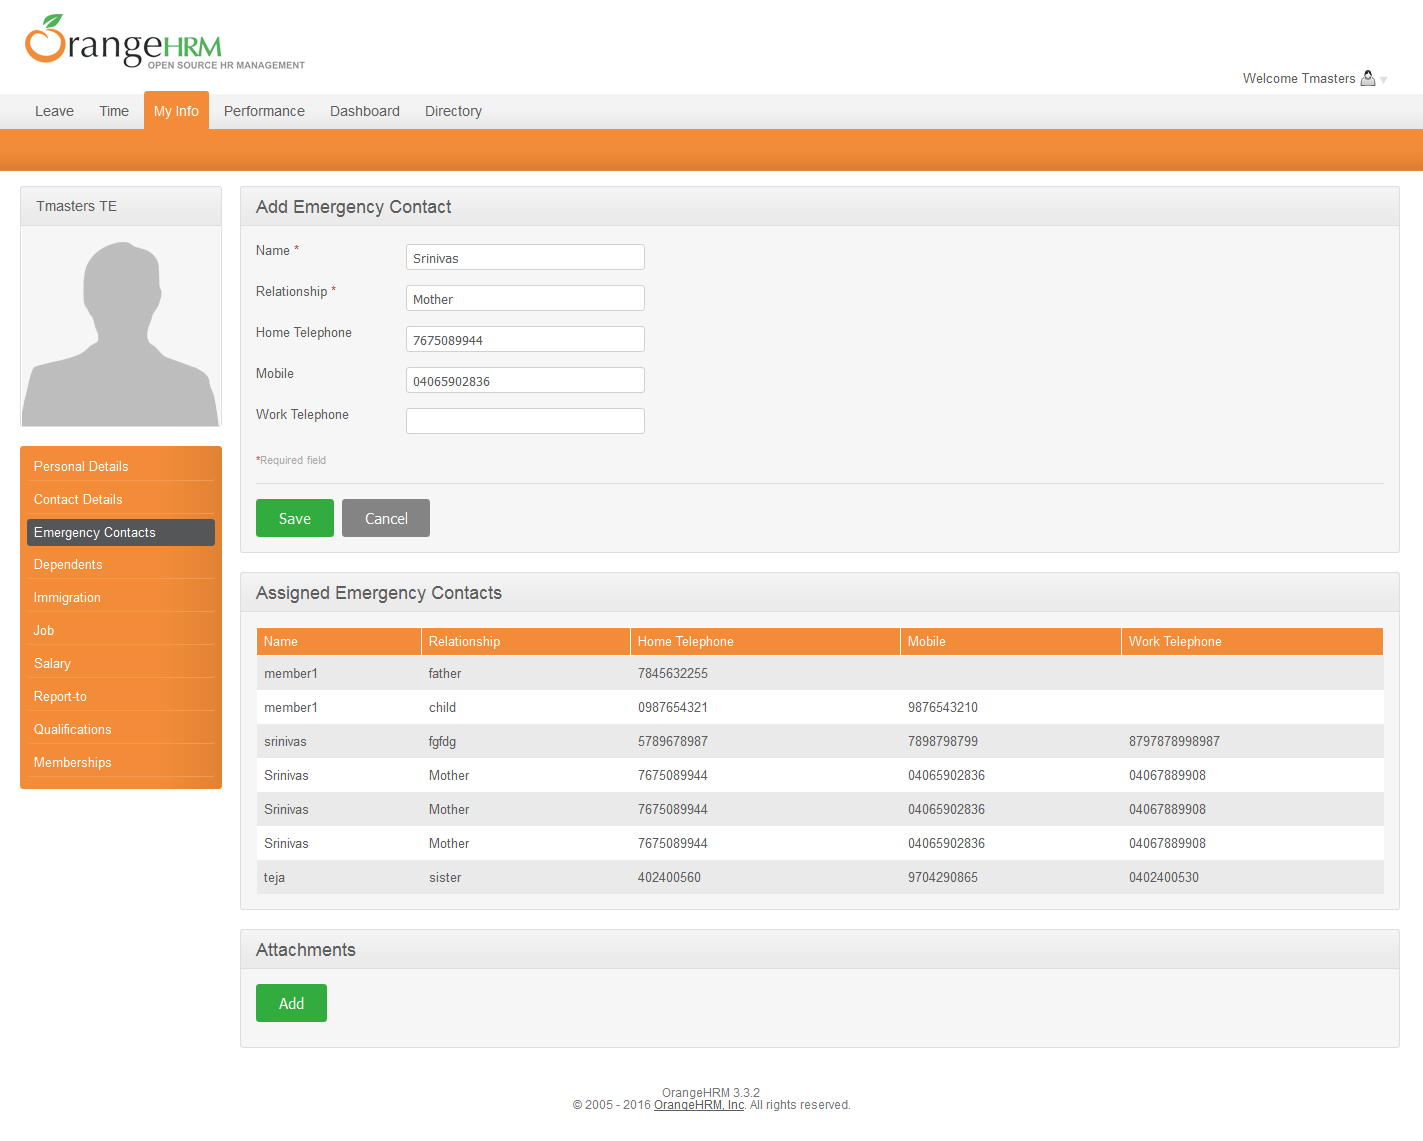 OrangeHRM
OPEN SOURCE HR MANAGEMENT
Welcome Tmasters
Leave Time My Info Performance Dashboard Directory
Tmasters TE
Personal Details
Contact Details
Emergency Contacts
Dependents
Immigration
Job
Salary
Report-to
Qualifications
Memberships
Add Emergency Contact
Name * Srinivas
Relationship * Mother
Home Telephone 7675089944
Mobile 04065902836
Work Telephone
*Required field
Save Cancel
Assigned Emergency Contacts
Name Relationship Home Telephone Mobile Work Telephone
member1 father 7845632255
member1 child 0987654321 9876543210
srinivas fgfdg 5789678987 7898798799 8797878998987
Srinivas Mother 7675089944 04065902836 04067889908
Srinivas Mother 7675089944 04065902836 04067889908
Srinivas Mother 7675089944 04065902836 04067889908
teja sister 402400560 9704290865 0402400530
Attachments
Add
OrangeHRM 3.3.2
© 2005 - 2016 OrangeHRM, Inc. All rights reserved.